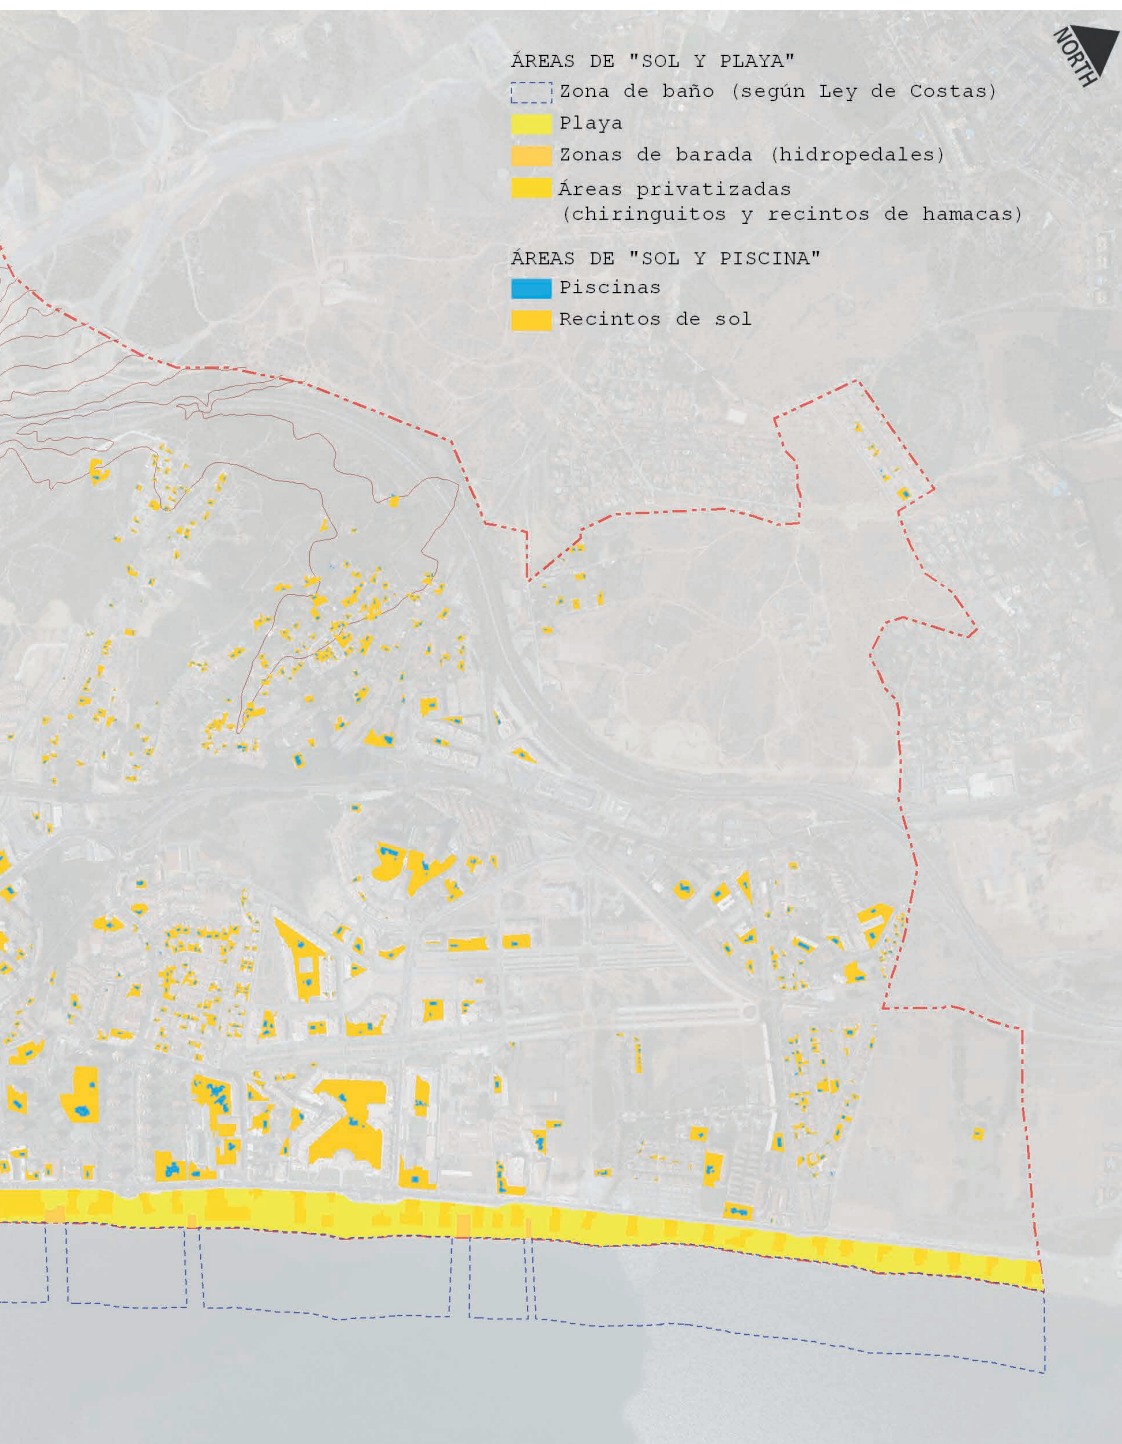 NORTH
ÁREAS DE "SOL Y PLAYA"
Zona de baño (según Ley de Costas)
Playa
Zonas de barada (hidropedales)
Áreas privatizadas
(chiringuitos y recintos de hamacas)
ÁREAS DE "SOL Y PISCINA"
Piscinas
Recintos de sol